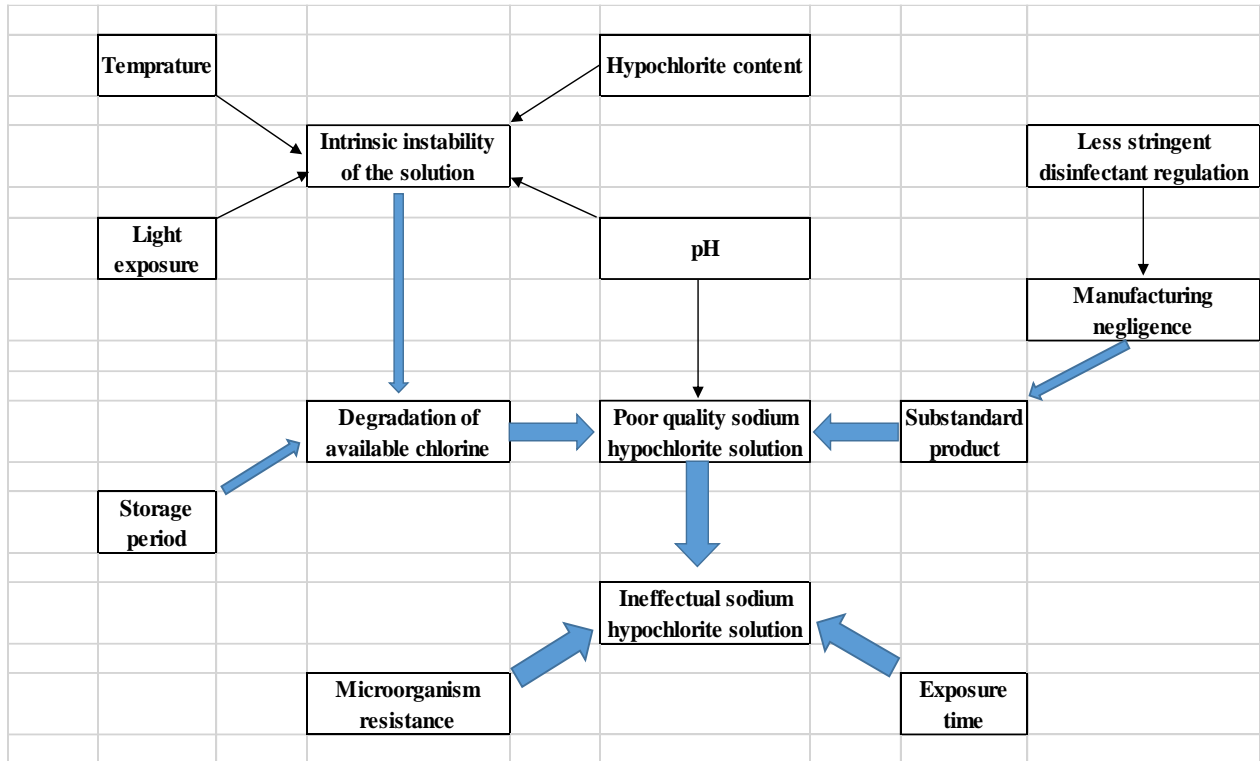 Temprature
Hypochlorite content
Intrinsic instability
of the solution
Less stringent
disinfectant regulation
Light
exposure
pH
Manufacturing
negligence
Degradation of
available chlorine
Poor quality sodium
hypochlorite solution
Substandard
product
Storage
period
Ineffectual sodium
hypochlorite solution
Microorganism
resistance
Exposure
time